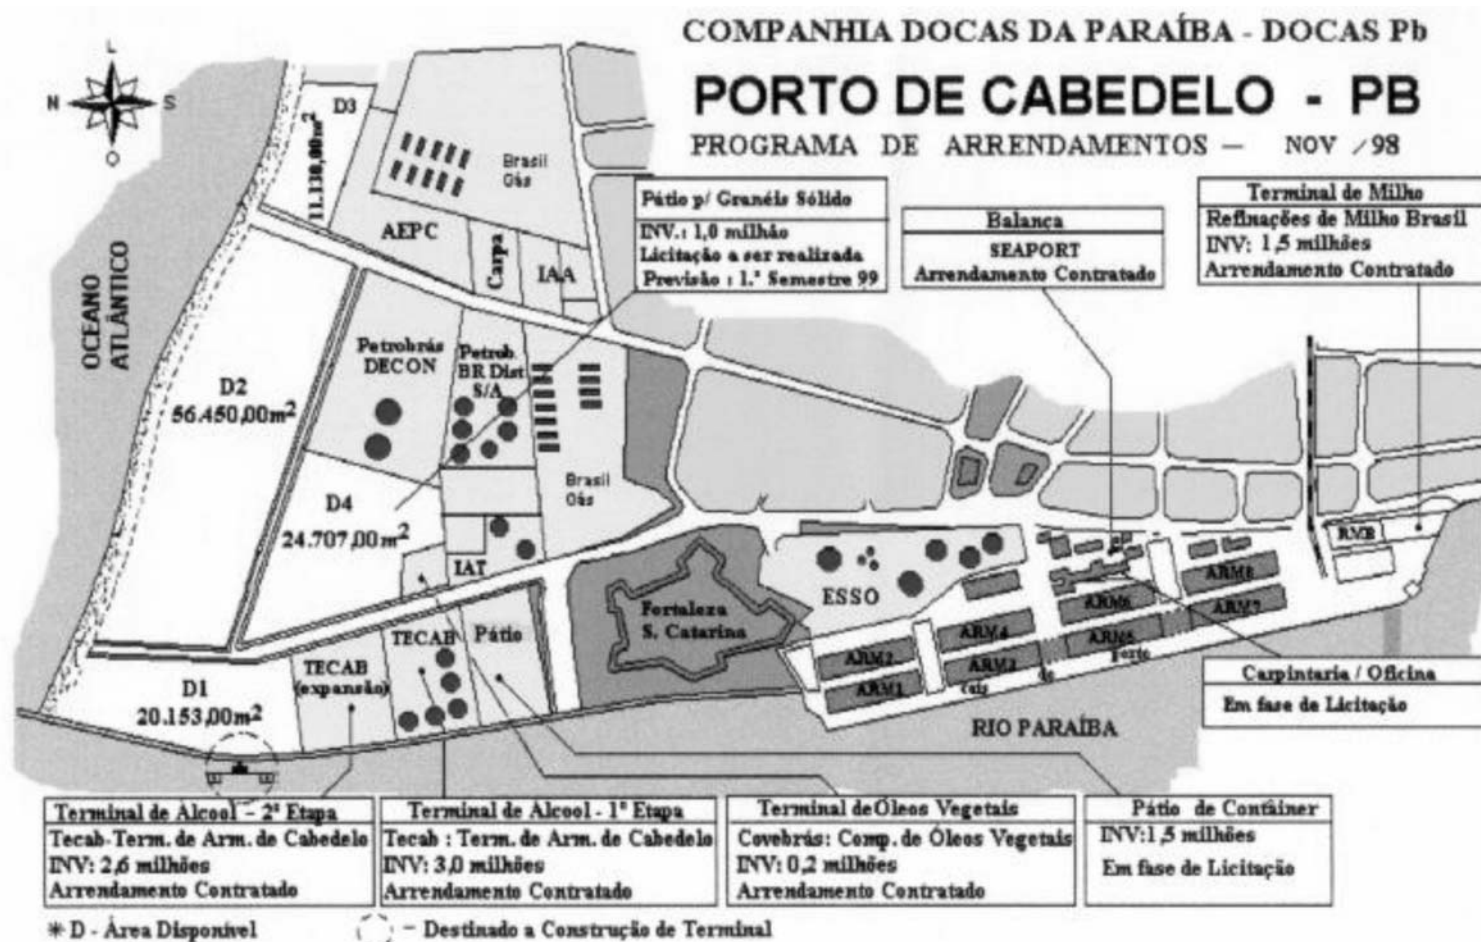 COMPANHIA DOCAS DA PARAÍBA - DOCAS Pb
PORTO DE CABEDELO - PB
PROGRAMA DE ARRENDAMENTOS — NOV /98
L
N
S
O
D3
11.130,00m²
Brasil
Gás
AEPC
Carpa
IAA
Pátio p/ Granéis Sólido
INV.: 1,0 milhão
Licitação a ser realizada
Previsão : 1.º Semestre 99
Balança
SEAPORT
Arrendamento Contratado
Terminal de Milho
Refinações de Milho Brasil
INV: 1,5 milhões
Arrendamento Contratado
OCEANO
ATLÂNTICO
D2
56.450,00m²
Petrobrás
DECON
Petrob.
BR Dist
S/A
Brasil
Gás
D4
24.707,00m²
IAT
Fortaleza
S. Catarina
ESSO
ARM2
ARM1
ARM4
ARM3
ARM6
ARM5
ARM8
ARM7
RMB
cais do porto
RIO PARAÍBA
Carpintaria / Oficina
Em fase de Licitação
D1
20.153,00m²
TECAB
(expansão)
TECAB
Pátio
Terminal de Álcool - 2ª Etapa
Tecab-Term. de Arm. de Cabedelo
INV: 2,6 milhões
Arrendamento Contratado
Terminal de Álcool - 1ª Etapa
Tecab : Term. de Arm. de Cabedelo
INV: 3,0 milhões
Arrendamento Contratado
Terminal de Óleos Vegetais
Covebrás: Comp. de Óleos Vegetais
INV: 0,2 milhões
Arrendamento Contratado
Pátio de Contâiner
INV:1,5 milhões
Em fase de Licitação
* D - Área Disponível
- Destinado a Construção de Terminal